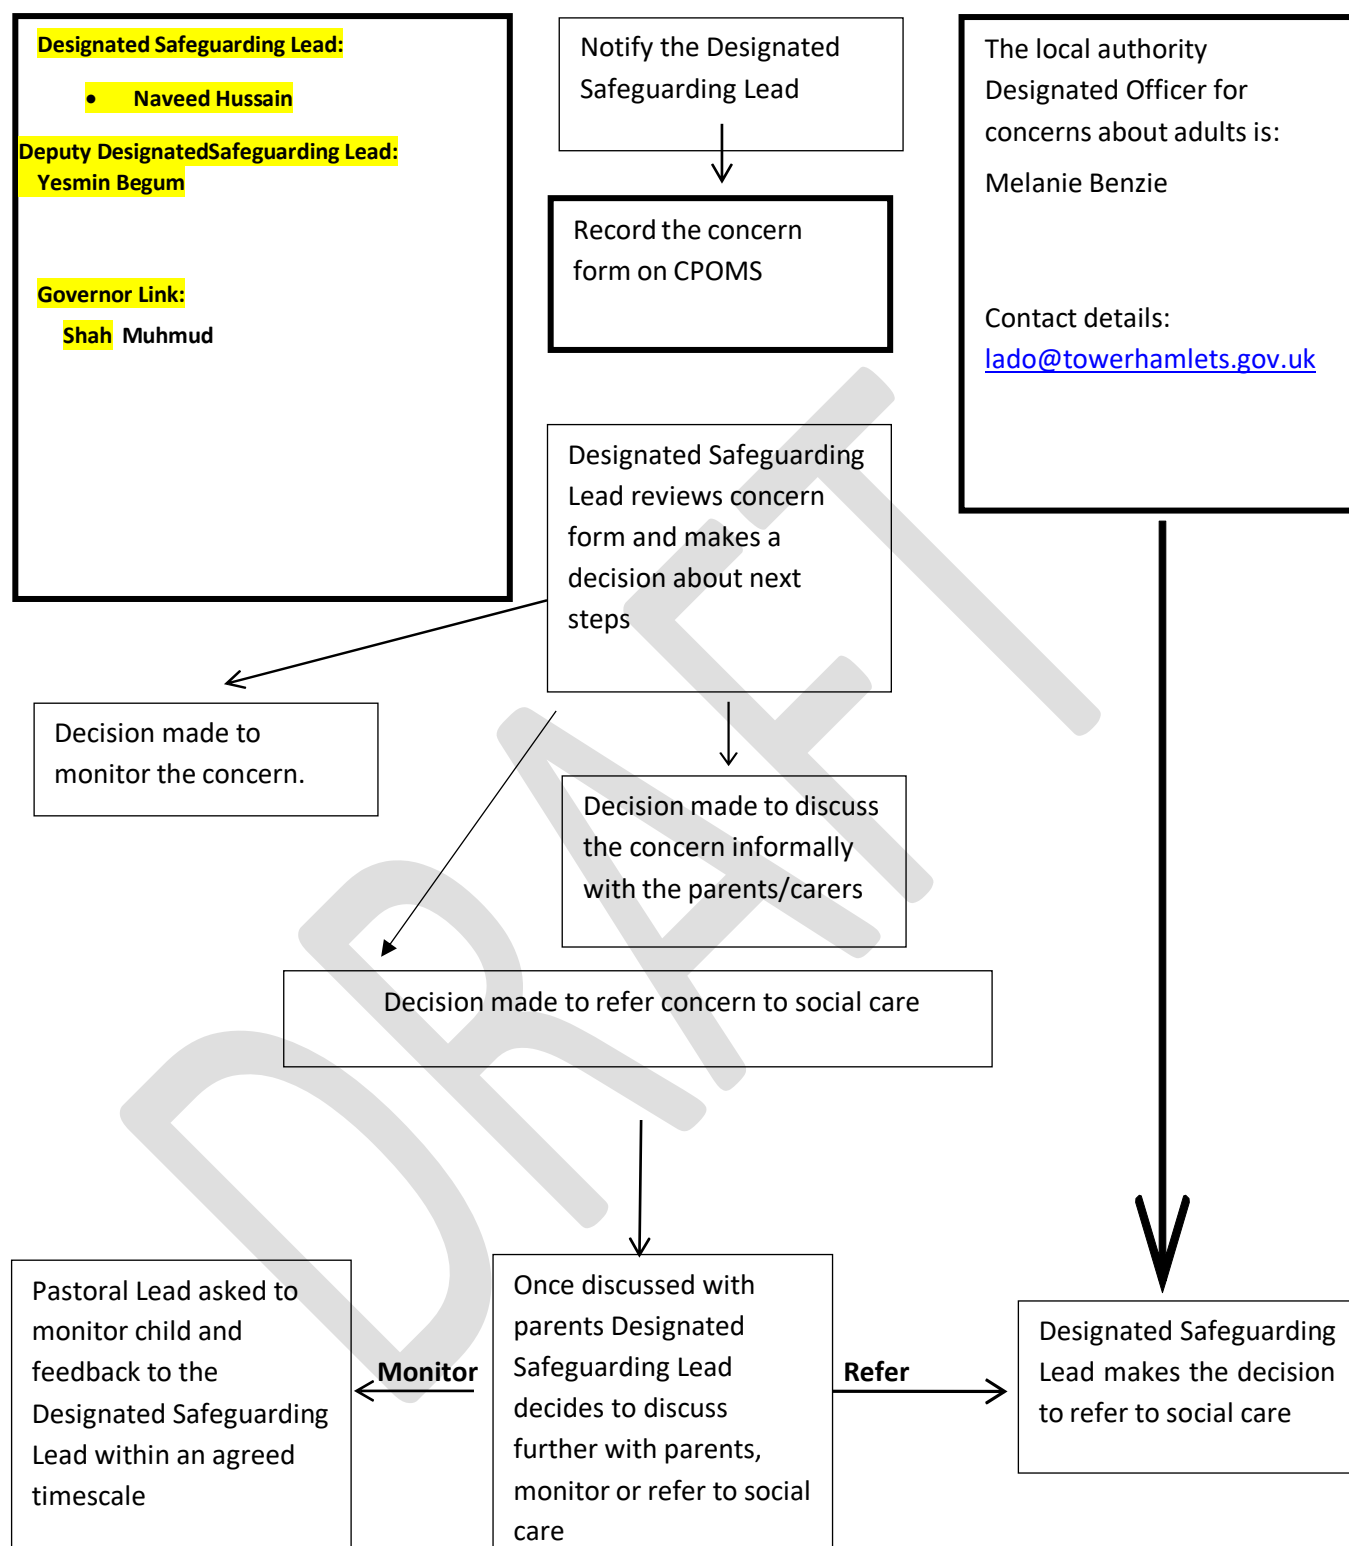 Designated Safeguarding Lead:
• Naveed Hussain
Deputy DesignatedSafeguarding Lead:
Yesmin Begum
Governor Link:
Shah Muhmud
Notify the Designated
Safeguarding Lead
Record the concern
form on CPOMS
The local authority
Designated Officer for
concerns about adults is:
Melanie Benzie
Contact details:
lado@towerhamlets.gov.uk
Designated Safeguarding
Lead reviews concern
form and makes a
decision about next
steps
Decision made to
monitor the concern.
Decision made to discuss
the concern informally
with the parents/carers
Decision made to refer concern to social care
Pastoral Lead asked to
monitor child and
feedback to the
Designated Safeguarding
Lead within an agreed
timescale
Monitor
Once discussed with
parents Designated
Safeguarding Lead
decides to discuss
further with parents,
monitor or refer to social
care
Refer
Designated Safeguarding
Lead makes the decision
to refer to social care
DRAFT